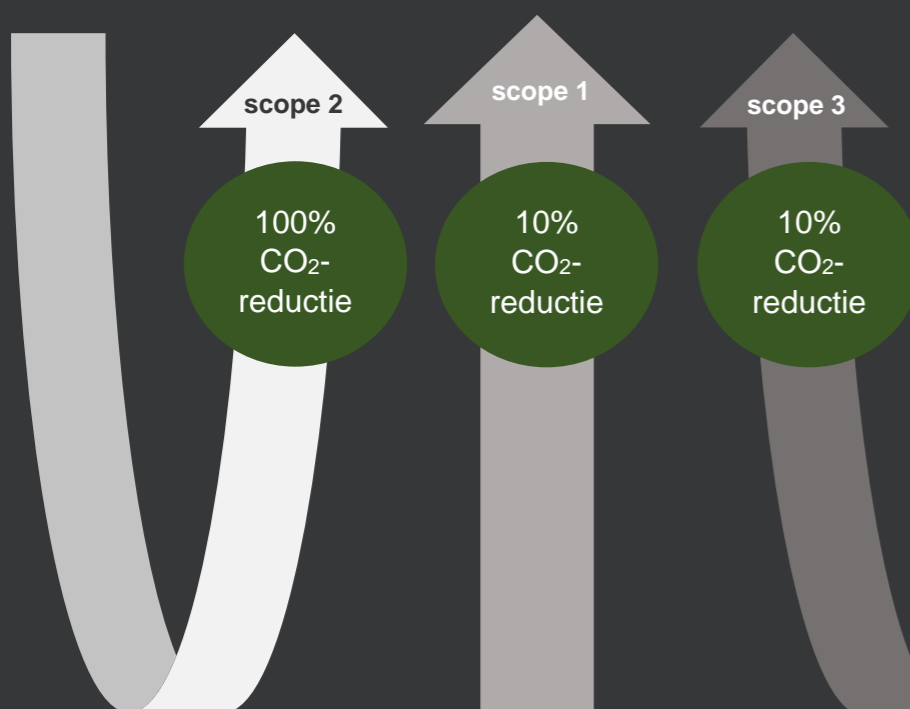 scope 2
100%
CO₂-
reductie
scope 1
10%
CO₂-
reductie
scope 3
10%
CO₂-
reductie